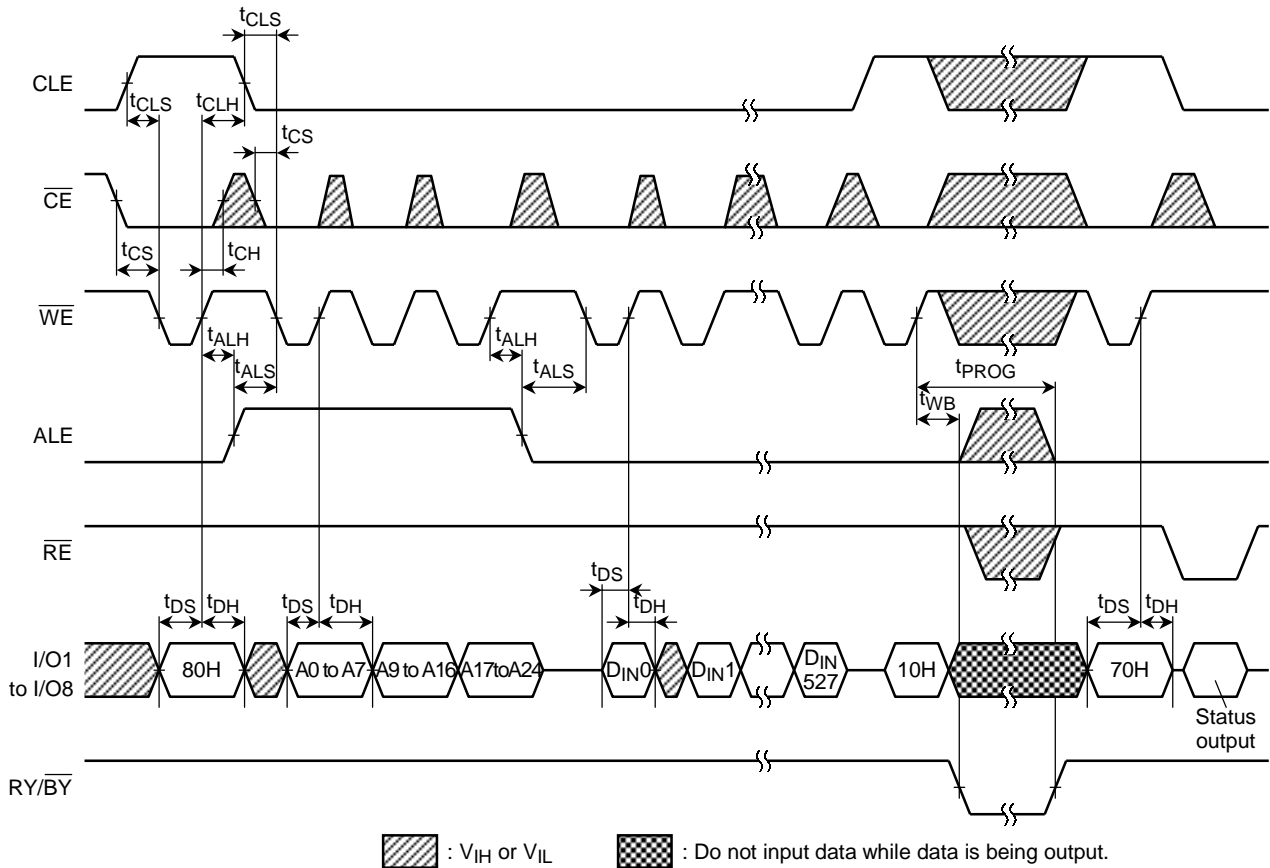 tCLS
CLE
tCLS tCLH
tCS
CE
tCS tCH
WE
tALH tALH
tALS tALS tPROG
tWB
ALE
RE
tDS
tDS tDH tDS tDH tDH tDS tDH
I/O1
to I/O8
80H A0 to A7 A9 to A16 A17 to A24 DIN0 DIN1 DIN
527 10H 70H
Status
output
RY/BY
: VIH or VIL : Do not input data while data is being output.